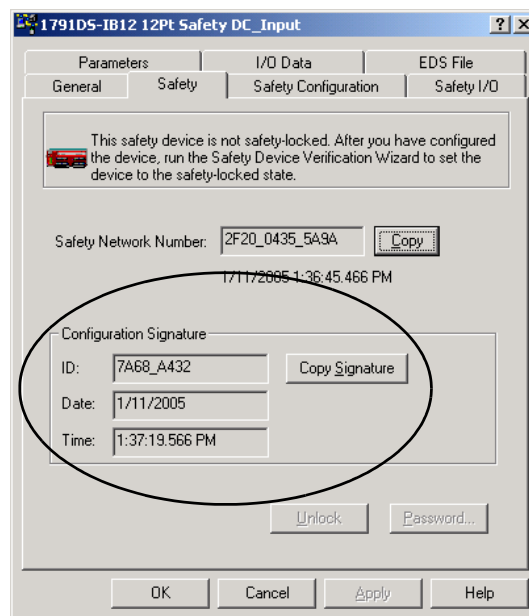 1791DS-IB12 12Pt Safety DC_Input
Parameters I/O Data EDS File
General Safety Safety Configuration Safety I/O
This safety device is not safety-locked. After you have configured
the device, run the Safety Device Verification Wizard to set the
device to the safety-locked state.
Safety Network Number: 2F20_0435_5A9A Copy
1/11/2005 1:36:45.466 PM
Configuration Signature
ID: 7A68_A432 Copy Signature
Date: 1/11/2005
Time: 1:37:19.566 PM
Unlock Password...
OK Cancel Apply Help